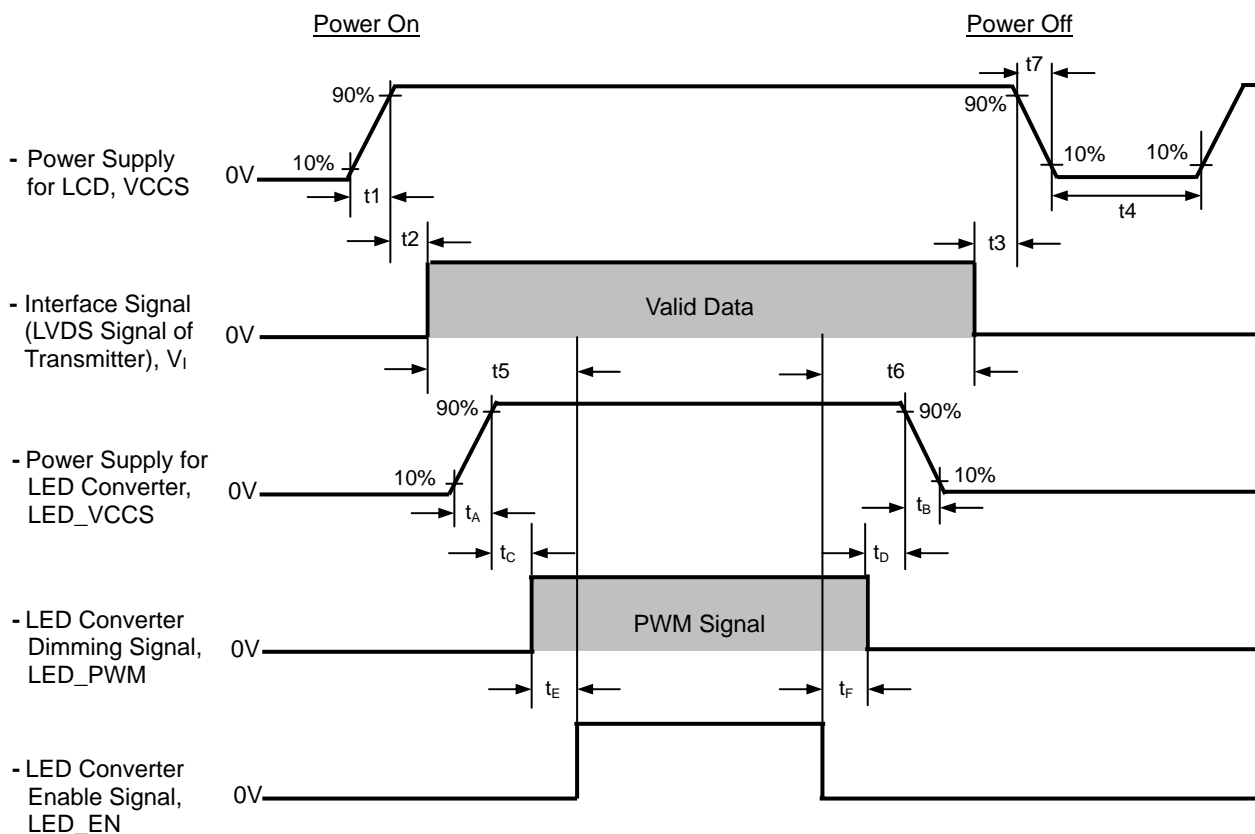 Power On
Power Off
t7
90%
90%
- Power Supply
for LCD, VCCS
10%
10%
10%
0V
t1
t4
t2
t3
- Interface Signal
(LVDS Signal of
Transmitter), VI
Valid Data
0V
t5
t6
90%
90%
- Power Supply for
LED Converter,
LED_VCCS
10%
10%
0V
tA
tB
tC
tD
- LED Converter
Dimming Signal,
LED_PWM
PWM Signal
0V
tE
tF
- LED Converter
Enable Signal,
LED_EN
0V